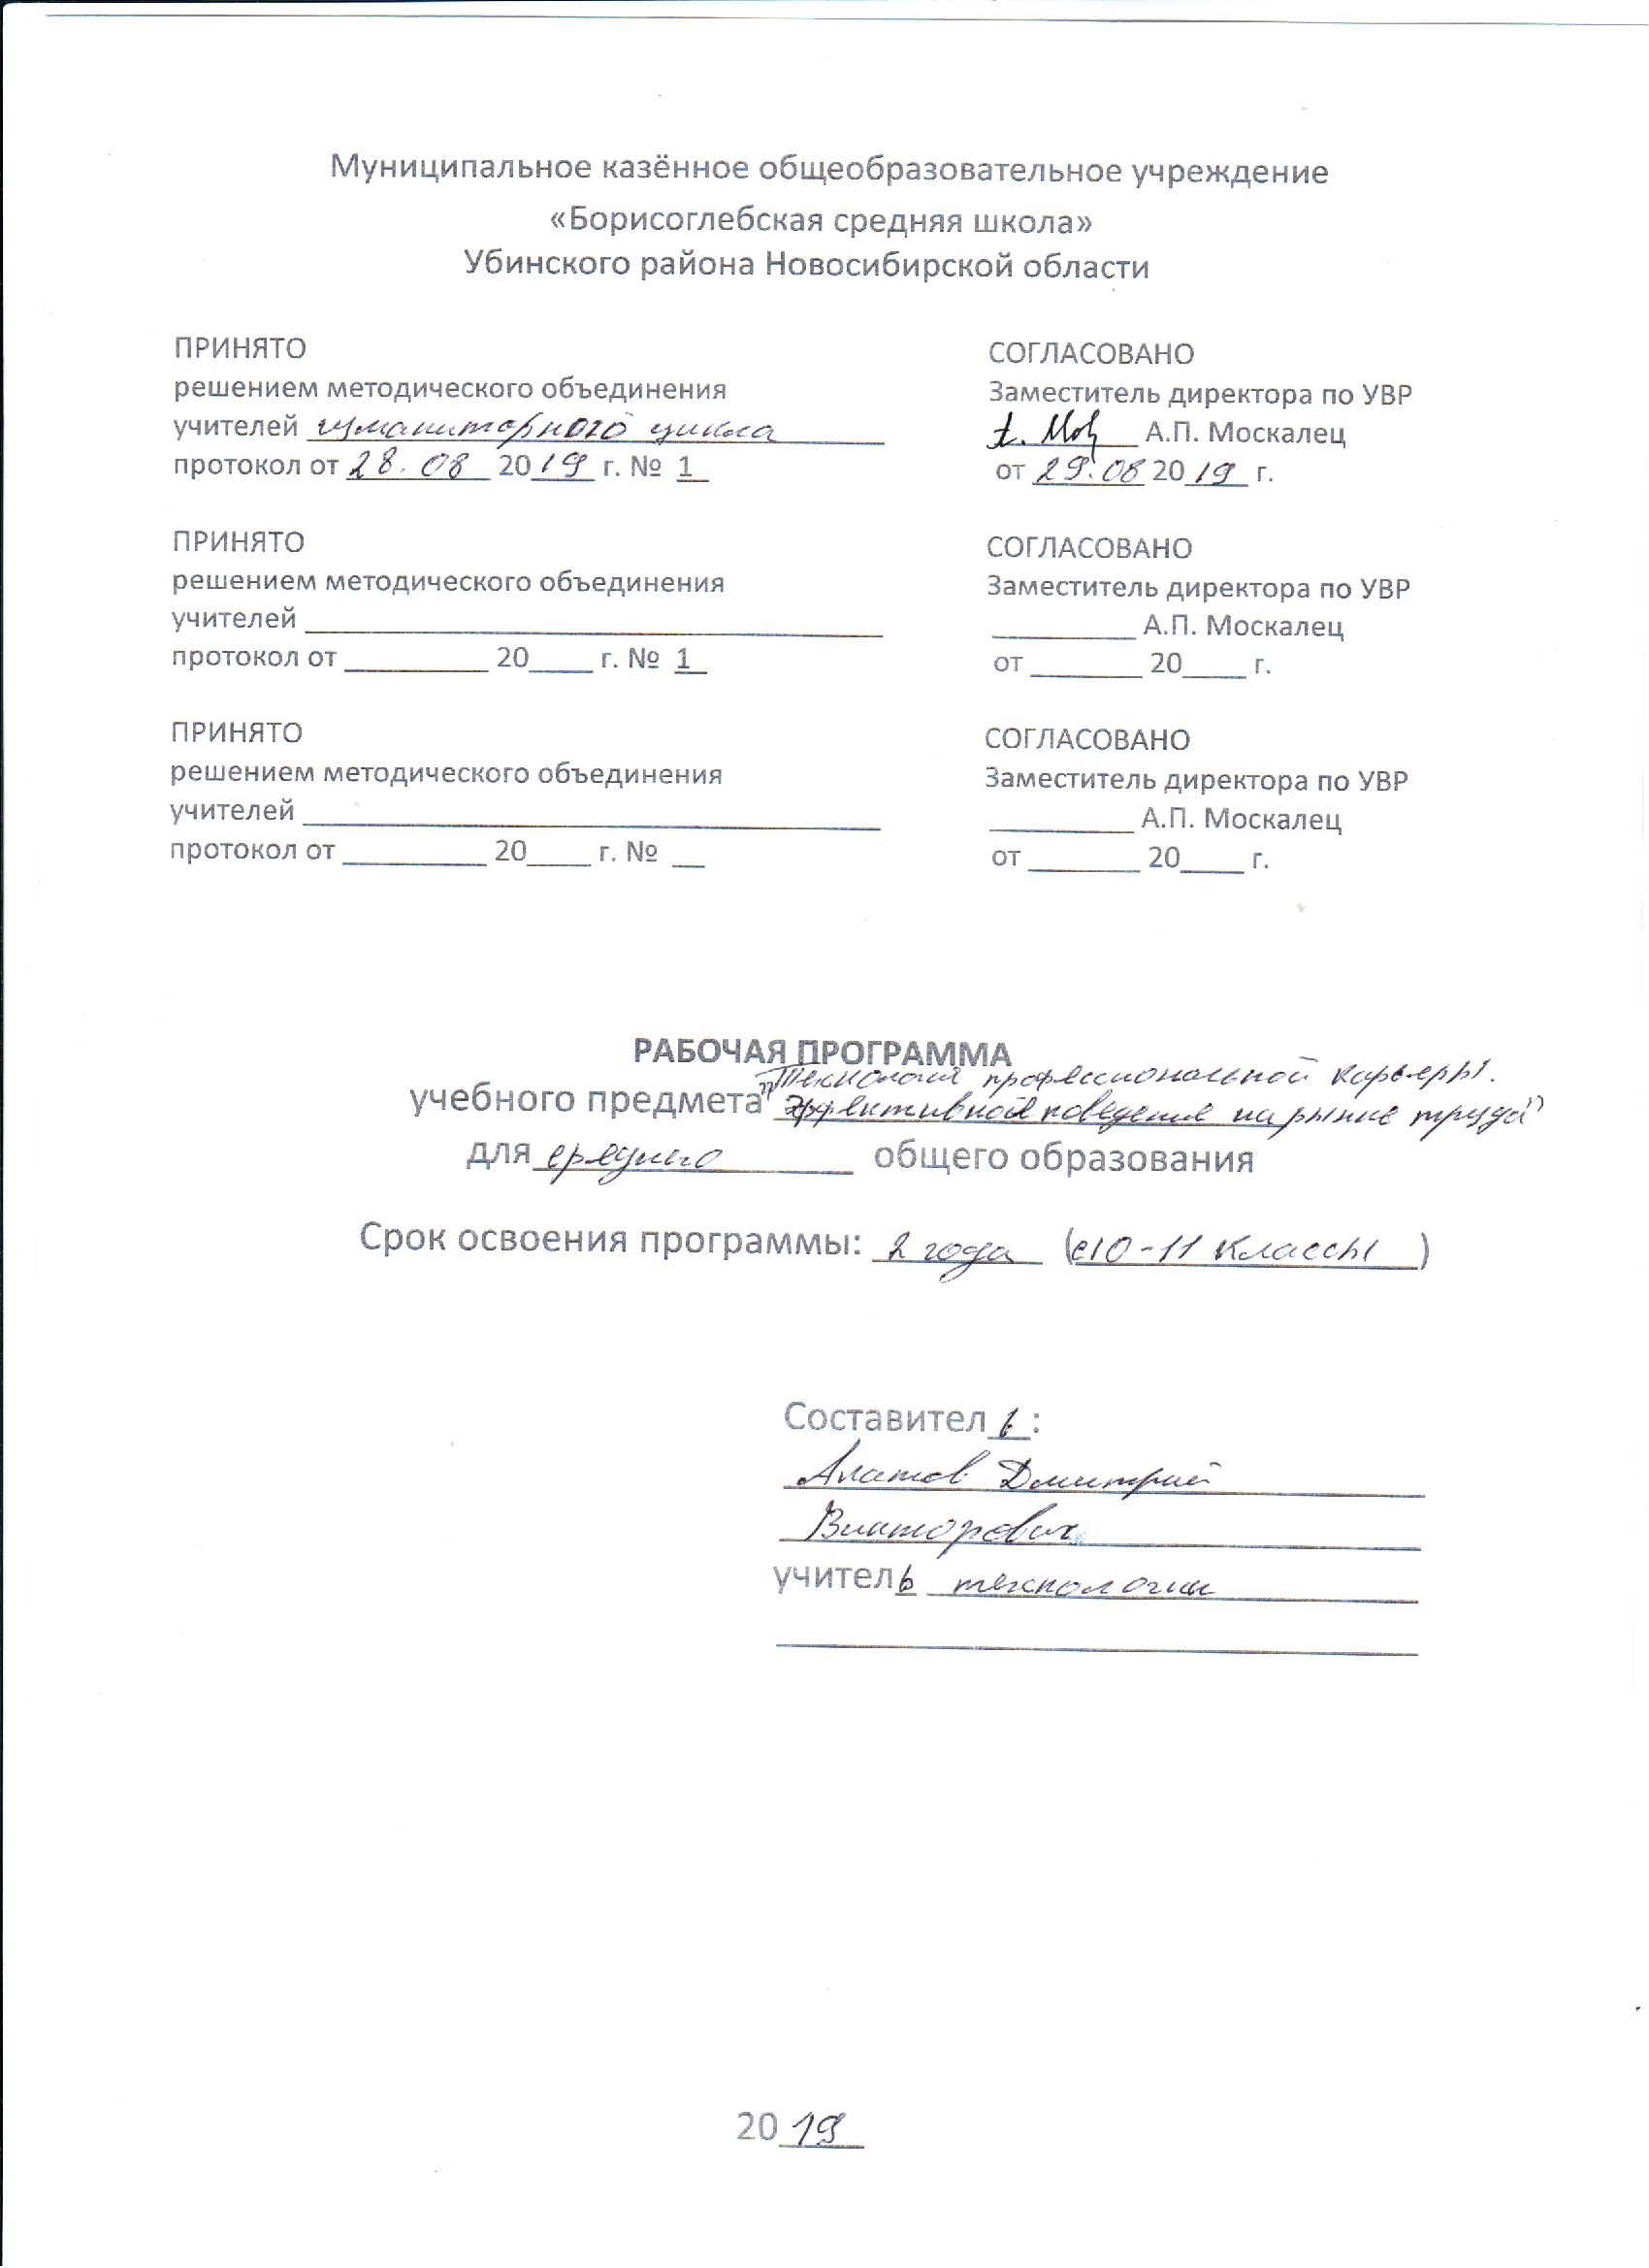 Муниципальное казённое общеобразовательное учреждение
«Борисоглебская средняя школа»
Убинского района Новосибирской области
ПРИНЯТО
решением методического объединения
учителей гуманитарного цикла
протокол от 28.08 2019 г. № 1
СОГЛАСОВАНО
Заместитель директора по УВР
А.П. Москалец
от 29.08 2019 г.
ПРИНЯТО
решением методического объединения
учителей
протокол от 20 г. № 1
СОГЛАСОВАНО
Заместитель директора по УВР
А.П. Москалец
от 20 г.
ПРИНЯТО
решением методического объединения
учителей
протокол от 20 г. №
СОГЛАСОВАНО
Заместитель директора по УВР
А.П. Москалец
от 20 г.
РАБОЧАЯ ПРОГРАММА
"Технология профессиональной карьеры.
учебного предмета Эффективное поведение на рынке труда"
для среднего общего образования
Срок освоения программы: 2 года (с 10-11 классы)
Составитель:
Дмитрий
Викторович
учитель технологии
2019